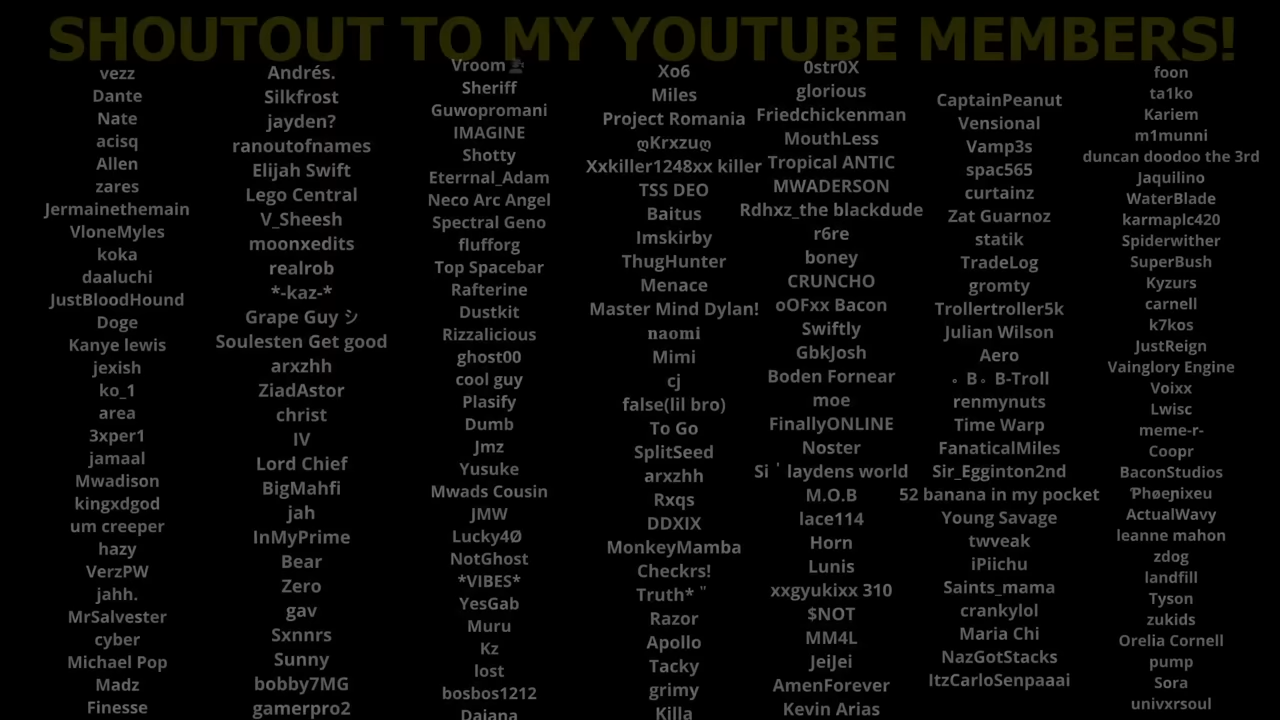 SHOUTOUT TO MY YOUTUBE MEMBERS!
vezz
Dante
Nate
acisq
Allen
zares
Jermainethemain
VloneMyles
koka
daaluchi
JustBloodHound
Doge
Kanye lewis
jexish
ko_1
area
3xper1
jamaal
Mwadison
kingxdgod
um creeper
hazy
VerzPW
jahh.
MrSalvester
cyber
Michael Pop
Madz
Finesse
Andrés.
Silkfrost
jayden?
ranoutofnames
Elijah Swift
Lego Central
V_Sheesh
moonxedits
realrob
*-kaz-*
Grape Guy シ
Soulesten Get good
arxzhh
ZiadAstor
christ
IV
Lord Chief
BigMahfi
jah
InMyPrime
Bear
Zero
gav
Sxnnrs
Sunny
bobby7MG
gamerpro2
Vroom
Sheriff
Guwopromani
IMAGINE
Shotty
Eterrnal_Adam
Neco Arc Angel
Spectral Geno
flufforg
Top Spacebar
Rafterine
Dustkit
Rizzalicious
ghost00
cool guy
Plasify
Dumb
Jmz
Yusuke
Mwads Cousin
JMW
Lucky4Ø
NotGhost
*VIBES*
YesGab
Muru
Kz
lost
bosbos1212
Daiana
Xo6
Miles
Project Romania
ღKrxzuღ
Xxkiller1248xx killer
TSS DEO
Baitus
Imskirby
ThugHunter
Menace
Master Mind Dylan!
naomi
Mimi
cj
false(lil bro)
To Go
SplitSeed
arxzhh
Rxqs
DDXIX
MonkeyMamba
Checkrs!
Truth* "
Razor
Apollo
Tacky
grimy
Killa
0str0X
glorious
Friedchickenman
MouthLess
Tropical ANTIC
MWADERSON
Rdhxz_the blackdude
r6re
boney
CRUNCHO
oOFxx Bacon
Swiftly
GbkJosh
Boden Fornear
moe
FinallyONLINE
Noster
Si ' laydens world
M.O.B
lace114
Horn
Lunis
xxgyukixx 310
$NOT
MM4L
JeiJei
AmenForever
Kevin Arias
CaptainPeanut
Vensional
Vamp3s
spac565
curtainz
Zat Guarnoz
statik
TradeLog
gromty
Trollertroller5k
Julian Wilson
Aero
。B。B-Troll
renmynuts
Time Warp
FanaticalMiles
Sir_Egginton2nd
52 banana in my pocket
Young Savage
twveak
iPiichu
Saints_mama
crankylol
Maria Chi
NazGotStacks
ItzCarloSenpaaai
foon
ta1ko
Kariem
m1munni
duncan doodoo the 3rd
Jaquilino
WaterBlade
karmaplc420
Spiderwither
SuperBush
Kyzurs
carnell
k7kos
JustReign
Vainglory Engine
Voixx
Lwisc
meme-r-
Coopr
BaconStudios
Ƥhøeɲixeu
ActualWavy
leanne mahon
zdog
landfill
Tyson
zukids
Orelia Cornell
pump
Sora
univxrsoul